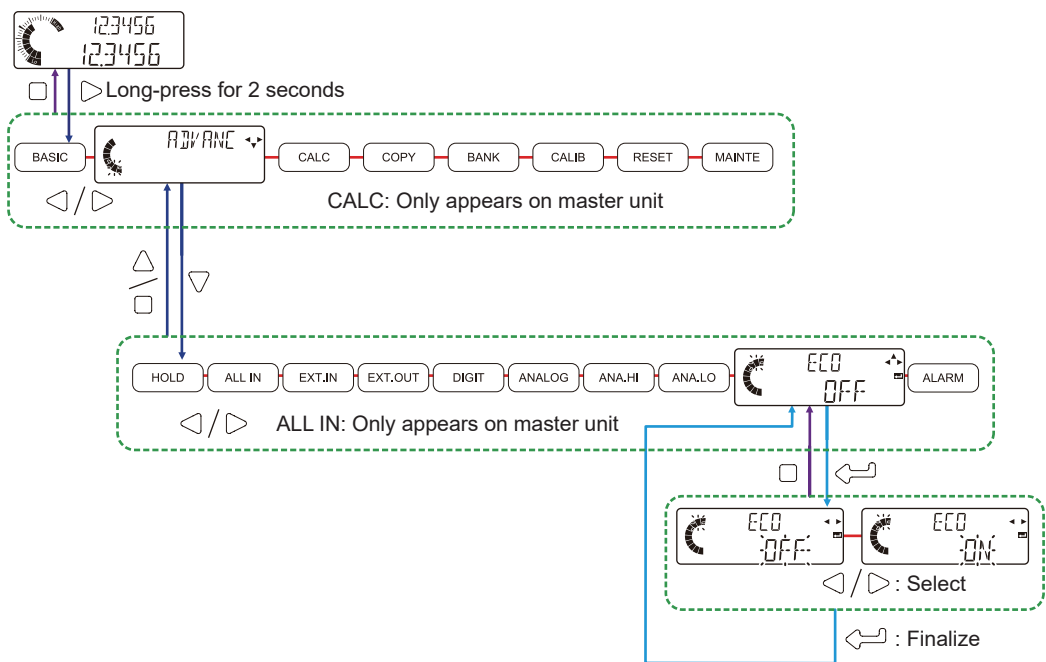 12.3456
12.3456
Long-press for 2 seconds
BASIC ADVANC CALC COPY BANK CALIB RESET MAINTE
CALC: Only appears on master unit
HOLD ALL IN EXT.IN EXT.OUT DIGIT ANALOG ANA.HI ANA.LO ECO OFF ALARM
ALL IN: Only appears on master unit
ECO ECO
OFF ON
: Select
: Finalize